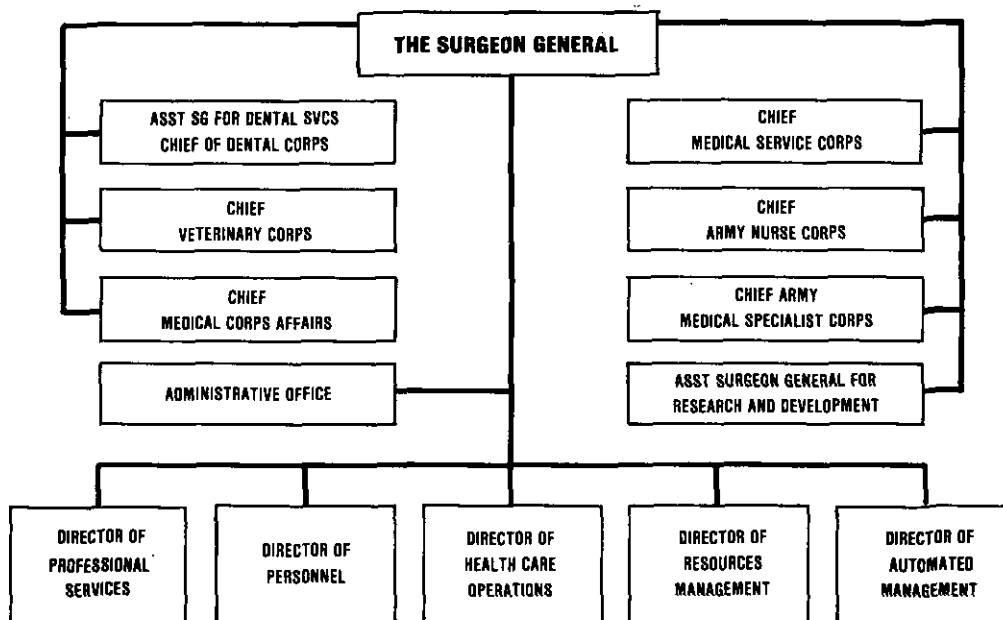 THE SURGEON GENERAL
ASST SG FOR DENTAL SVCS
CHIEF OF DENTAL CORPS
CHIEF
VETERINARY CORPS
CHIEF
MEDICAL CORPS AFFAIRS
ADMINISTRATIVE OFFICE
CHIEF
MEDICAL SERVICE CORPS
CHIEF
ARMY NURSE CORPS
CHIEF ARMY
MEDICAL SPECIALIST CORPS
ASST SURGEON GENERAL FOR
RESEARCH AND DEVELOPMENT
DIRECTOR OF
PROFESSIONAL
SERVICES
DIRECTOR OF
PERSONNEL
DIRECTOR OF
HEALTH CARE
OPERATIONS
DIRECTOR OF
RESOURCES
MANAGEMENT
DIRECTOR OF
AUTOMATED
MANAGEMENT